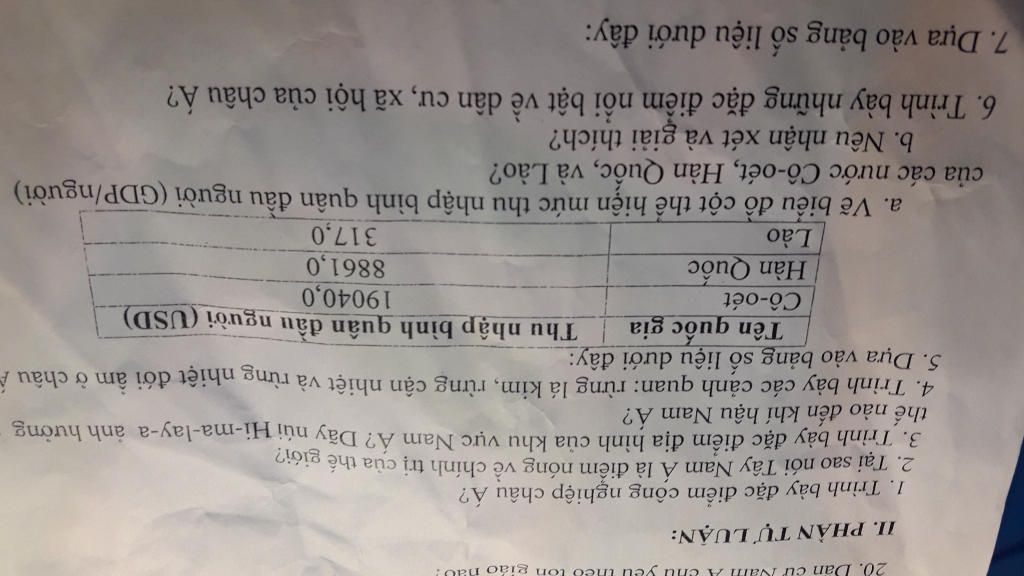 20. Dân cư Nam Á chủ yếu theo tôn giáo nào?
II. PHẦN TỰ LUẬN:
1. Trình bày đặc điểm công nghiệp châu Á?
2. Tại sao nói Tây Nam Á là điểm nóng về chính trị của thế giới?
3. Trình bày đặc điểm địa hình của khu vực Nam Á? Dãy núi Hi-ma-lay-a ảnh hưởng
thế nào đến khí hậu Nam Á?
4. Trình bày các cảnh quan: rừng lá kim, rừng cận nhiệt và rừng nhiệt đới ẩm ở châu Á
5. Dựa vào bảng số liệu dưới đây:
Tên quốc gia Thu nhập bình quân đầu người (USD)
Cô-oét 19040,0
Hàn Quốc 8861,0
Lào 317,0
a. Vẽ biểu đồ cột thể hiện mức thu nhập bình quân đầu người (GDP/người)
của các nước Cô-oét, Hàn Quốc, và Lào?
b. Nêu nhận xét và giải thích?
6. Trình bày những đặc điểm nổi bật về dân cư, xã hội của châu Á?
7. Dựa vào bảng số liệu dưới đây: